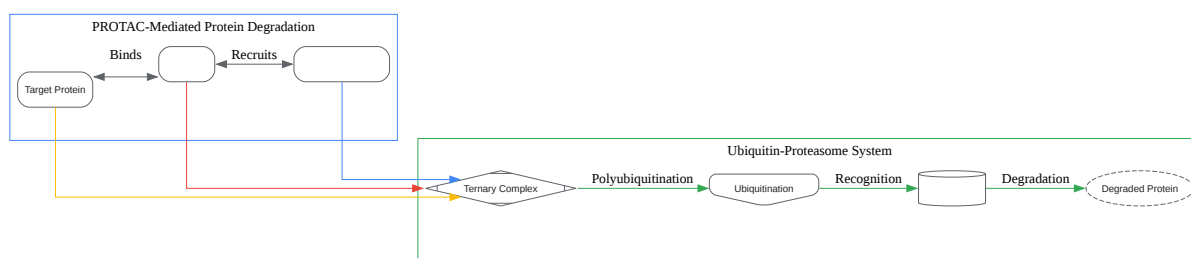 PROTAC-Mediated Protein Degradation
Binds
Recruits
Target Protein
Ubiquitin-Proteasome System
Ternary Complex
Polyubiquitination
Ubiquitination
Recognition
Degradation
Degraded Protein